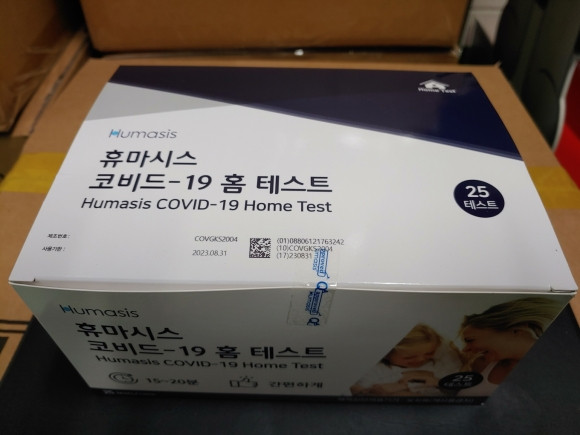 Home Test
Humasis
휴마시스
코비드-19 홈 테스트
Humasis COVID-19 Home Test
25
테스트
제조번호 : COVGKS2004
사용기한 : 2023.08.31
(01)08806121763242
(10)COVGKS2004
(17)230831
Humasis
휴마시스
코비드-19 홈 테스트
Humasis COVID-19 Home Test
15~20분
간편하게
25
테스트